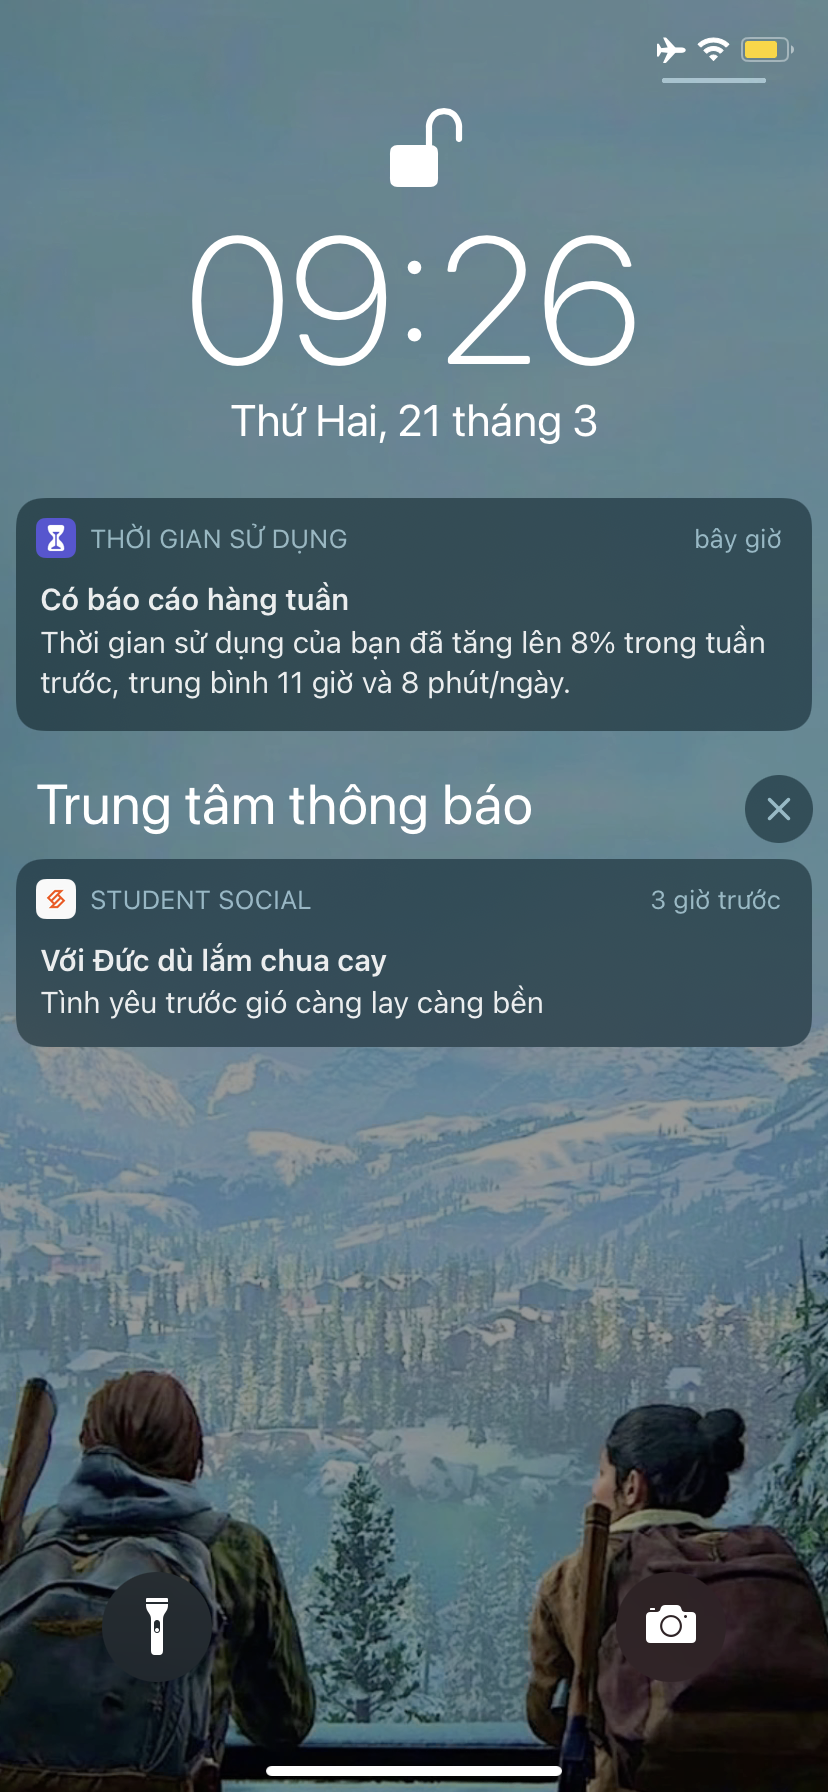 09:26
Thứ Hai, 21 tháng 3
THỜI GIAN SỬ DỤNG
bây giờ
Có báo cáo hàng tuần
Thời gian sử dụng của bạn đã tăng lên 8% trong tuần
trước, trung bình 11 giờ và 8 phút/ngày.
Trung tâm thông báo
STUDENT SOCIAL
3 giờ trước
Với Đức dù lắm chua cay
Tình yêu trước gió càng lay càng bền